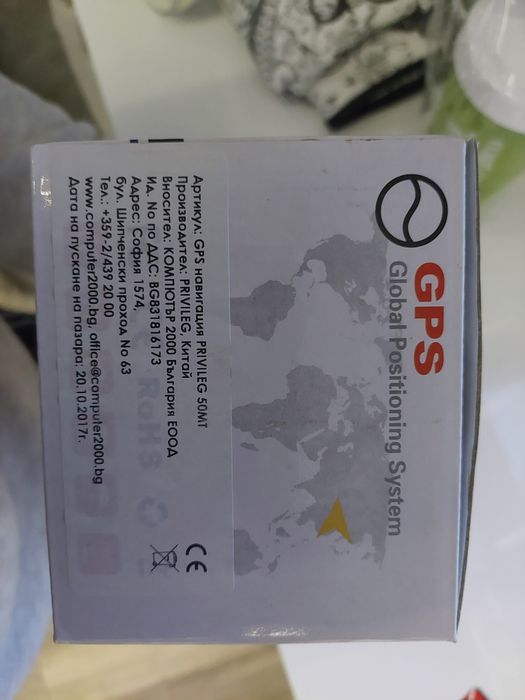 GPS
Global Positioning System
Артикул: GPS навигация PRIVILEG 50MT
Производител: PRIVILEG, Китай
Вносител: КОМПЮТЪР 2000 България ЕООД
Ид. No по ДДС: BG831816173
Адрес: София 1574,
бул. Шипченски проход No 63
Тел.: +359-2/439 20 00
www.computer2000.bg, office@computer2000.bg
Дата на пускане на пазара: 20.10.2017г.
CE
RoHS